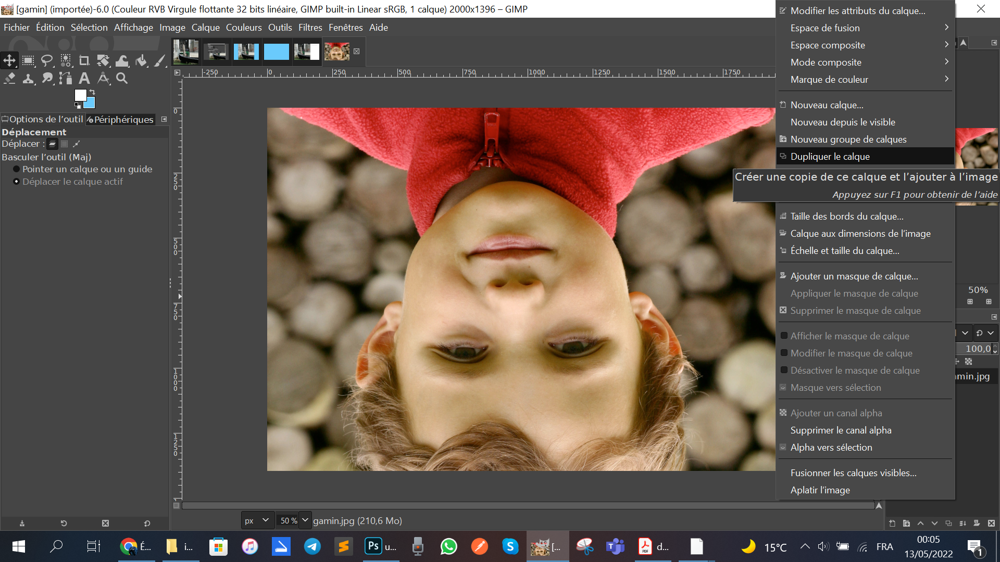 [gamin] (importée)-6.0 (Couleur RVB Virgule flottante 32 bits linéaire, GIMP built-in Linear sRGB, 1 calque) 2000x1396 – GIMP
Fichier Édition Sélection Affichage Image Calque Couleurs Outils Filtres Fenêtres Aide
-250 0 250 500 750 1000 1250 1500 1750
Options de l'outil Périphériques
Déplacement
Déplacer :
Basculer l'outil (Maj)
Pointer un calque ou un guide
Déplacer le calque actif
0
250
500
750
1000
1250
Modifier les attributs du calque...
Espace de fusion
Espace composite
Mode composite
Marque de couleur
Nouveau calque...
Nouveau depuis le visible
Nouveau groupe de calques
Dupliquer le calque
Créer une copie de ce calque et l'ajouter à l'image
Appuyez sur F1 pour obtenir de l'aide
Taille des bords du calque...
Calque aux dimensions de l'image
Échelle et taille du calque...
Ajouter un masque de calque...
Appliquer le masque de calque
Supprimer le masque de calque
Afficher le masque de calque
Modifier le masque de calque
Désactiver le masque de calque
Masque vers sélection
Ajouter un canal alpha
Supprimer le canal alpha
Alpha vers sélection
Fusionner les calques visibles...
Aplatir l'image
50%
100,0
min.jpg
px 50 % gamin.jpg (210,6 Mo)
É... i... Ps u... [... d... 15°C FRA
00:05
13/05/2022
1